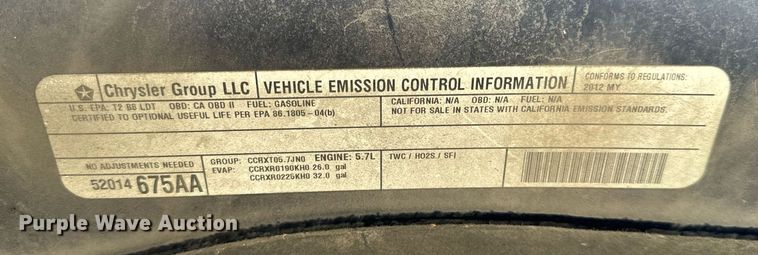 Chrysler Group LLC
VEHICLE EMISSION CONTROL INFORMATION
CONFORMS TO REGULATIONS:
2012 MY
U.S. EPA: T2 B8 LDT OBD: CA OBD II FUEL: GASOLINE
CERTIFIED TO OPTIONAL USEFUL LIFE PER EPA 86.1805-04(b)
CALIFORNIA: N/A OBD: N/A FUEL: N/A
NOT FOR SALE IN STATES WITH CALIFORNIA EMISSION STANDARDS.
NO ADJUSTMENTS NEEDED
52014 675AA
GROUP: CCRXT05.7JN0 ENGINE: 5.7L
EVAP: CCRXR0190KH0 26.0 gal
CCRXR0225KH0 32.0 gal
TWC / HO2S / SFI
Purple Wave Auction